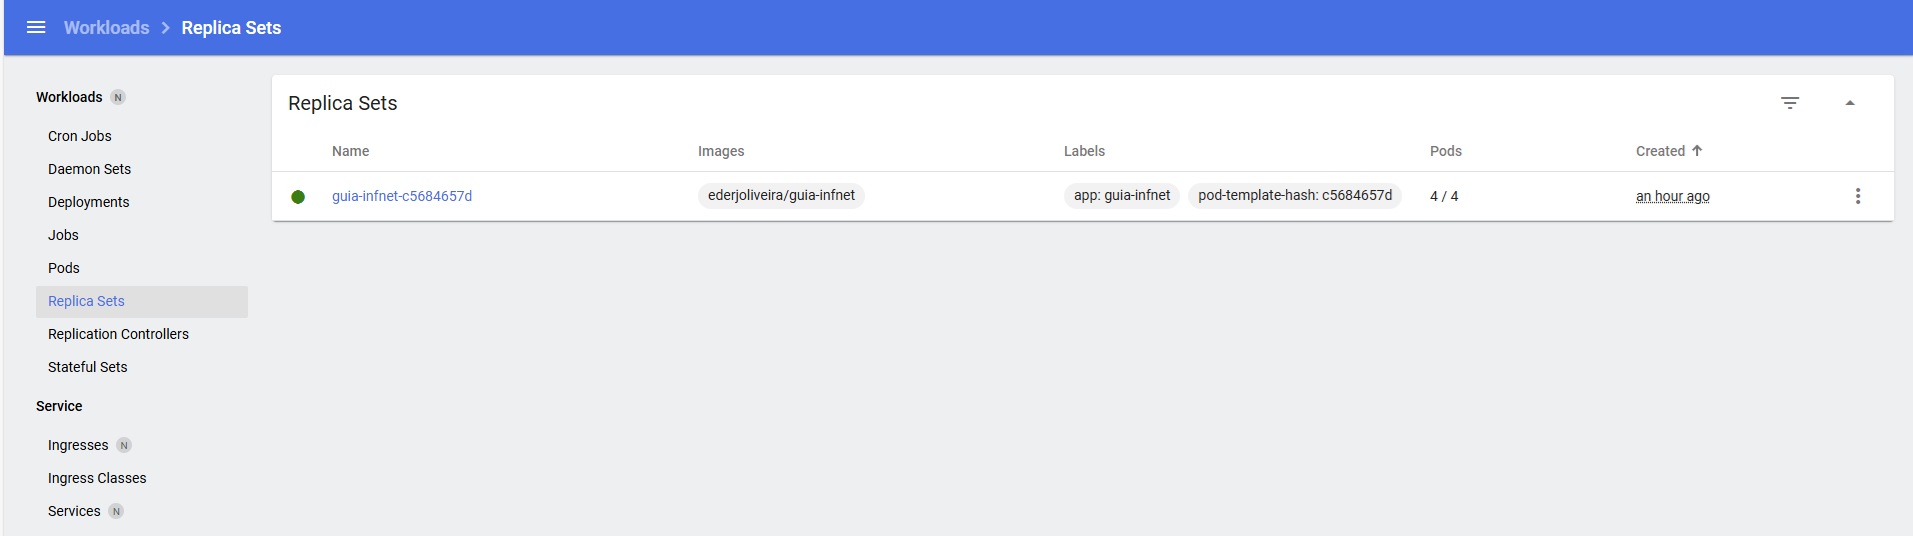 Workloads > Replica Sets
Workloads N
Cron Jobs
Daemon Sets
Deployments
Jobs
Pods
Replica Sets
Replication Controllers
Stateful Sets
Service
Ingresses N
Ingress Classes
Services N
Replica Sets
Name Images Labels Pods Created ↑
guia-infnet-c5684657d ederjoliveira/guia-infnet app: guia-infnet pod-template-hash: c5684657d 4 / 4 an hour ago